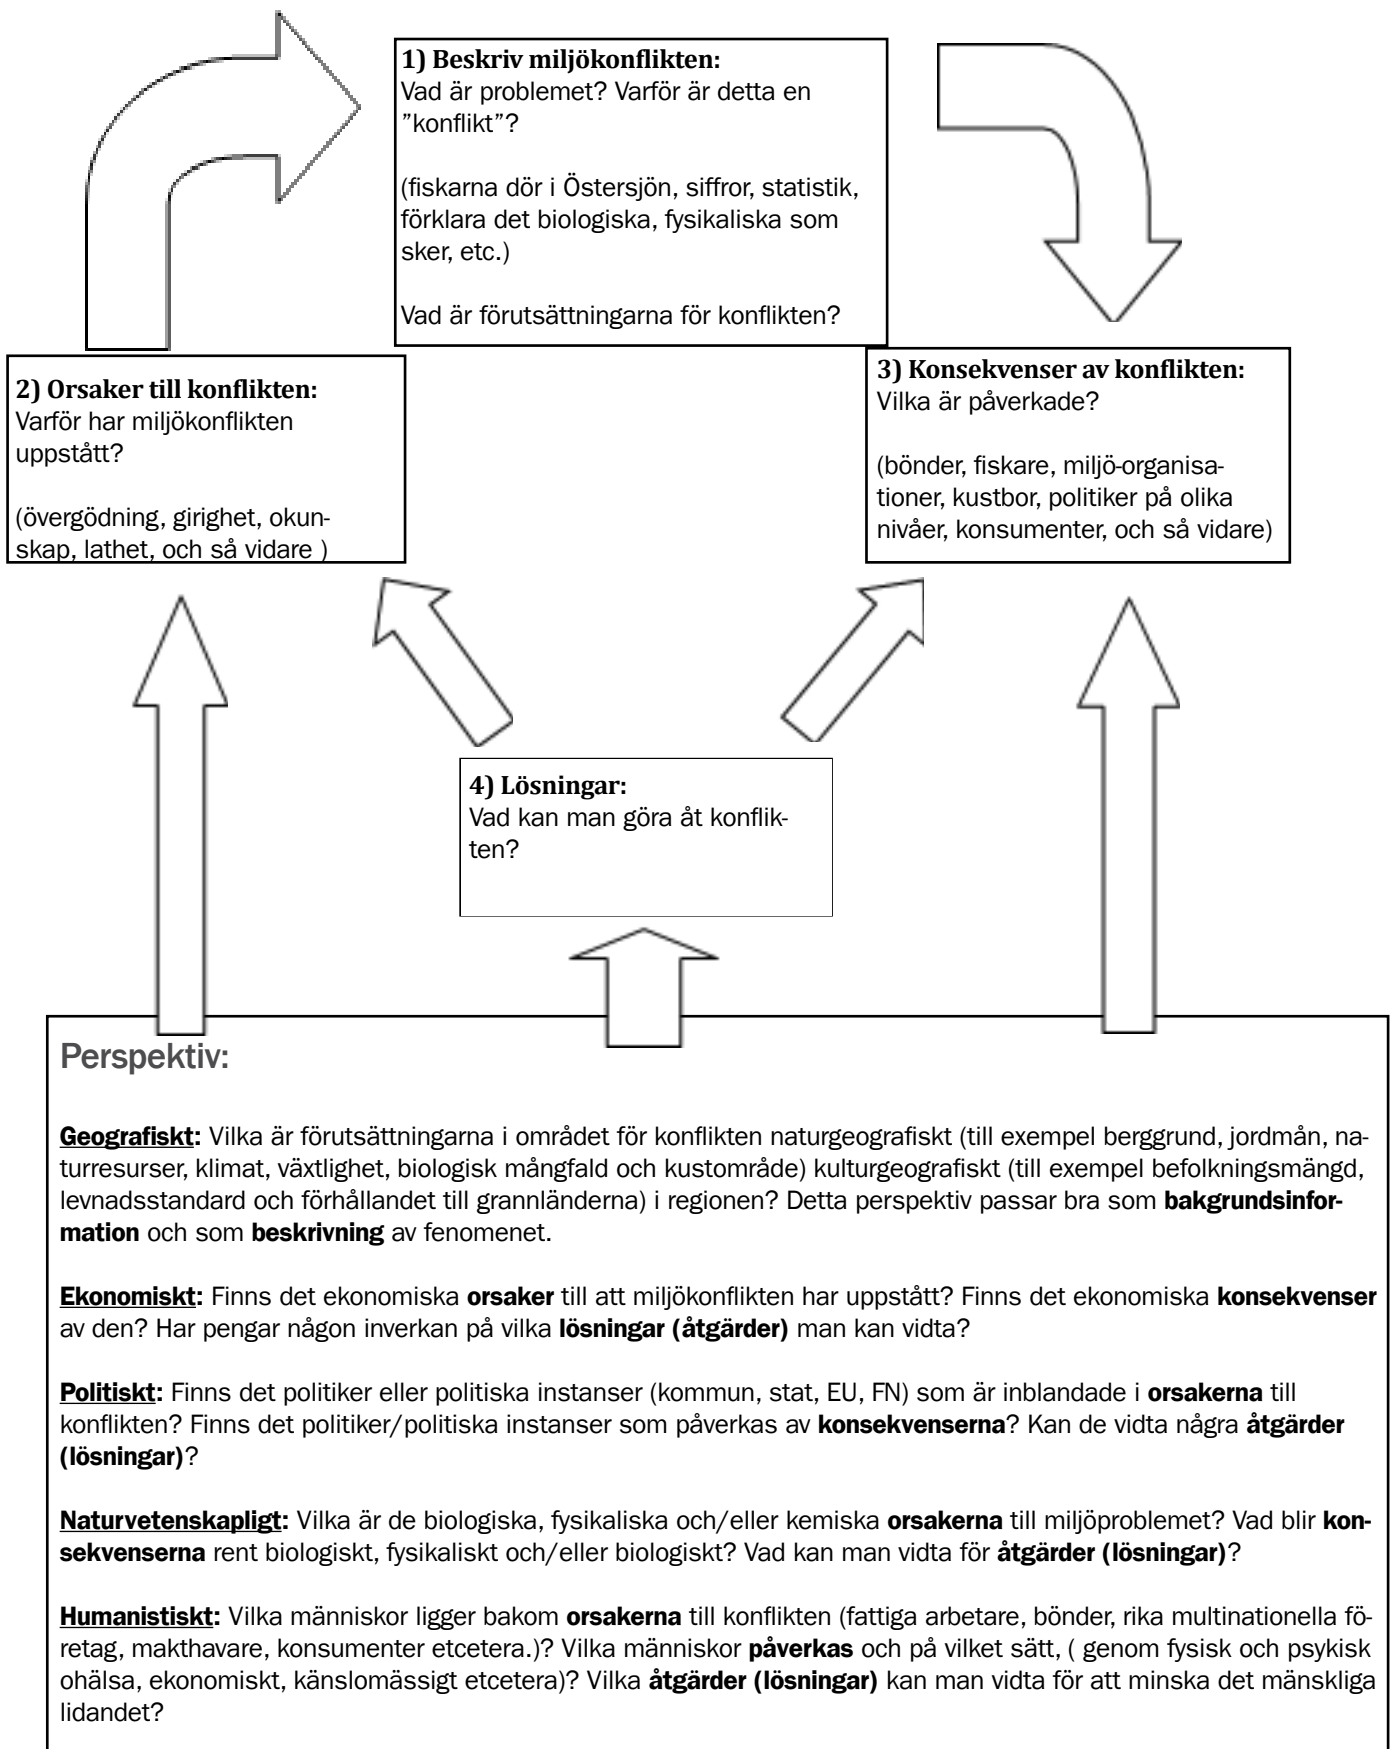 1) Beskriv miljökonflikten:
Vad är problemet? Varför är detta en
”konflikt”?
(fiskarna dör i Östersjön, siffror, statistik,
förklara det biologiska, fysikaliska som
sker, etc.)
Vad är förutsättningarna för konflikten?
2) Orsaker till konflikten:
Varför har miljökonflikten
uppstått?
(övergödning, girighet, okun-
skap, lathet, och så vidare )
3) Konsekvenser av konflikten:
Vilka är påverkade?
(bönder, fiskare, miljö-organisa-
tioner, kustbor, politiker på olika
nivåer, konsumenter, och så vidare)
4) Lösningar:
Vad kan man göra åt konflik-
ten?
Perspektiv:
Geografiskt: Vilka är förutsättningarna i området för konflikten naturgeografiskt (till exempel berggrund, jordmån, na-
turresurser, klimat, växtlighet, biologisk mångfald och kustområde) kulturgeografiskt (till exempel befolkningsmängd,
levnadsstandard och förhållandet till grannländerna) i regionen? Detta perspektiv passar bra som bakgrundsinfor-
mation och som beskrivning av fenomenet.
Ekonomiskt: Finns det ekonomiska orsaker till att miljökonflikten har uppstått? Finns det ekonomiska konsekvenser
av den? Har pengar någon inverkan på vilka lösningar (åtgärder) man kan vidta?
Politiskt: Finns det politiker eller politiska instanser (kommun, stat, EU, FN) som är inblandade i orsakerna till
konflikten? Finns det politiker/politiska instanser som påverkas av konsekvenserna? Kan de vidta några åtgärder
(lösningar)?
Naturvetenskapligt: Vilka är de biologiska, fysikaliska och/eller kemiska orsakerna till miljöproblemet? Vad blir kon-
sekvenserna rent biologiskt, fysikaliskt och/eller biologiskt? Vad kan man vidta för åtgärder (lösningar)?
Humanistiskt: Vilka människor ligger bakom orsakerna till konflikten (fattiga arbetare, bönder, rika multinationella fö-
retag, makthavare, konsumenter etcetera.)? Vilka människor påverkas och på vilket sätt, ( genom fysisk och psykisk
ohälsa, ekonomiskt, känslomässigt etcetera)? Vilka åtgärder (lösningar) kan man vidta för att minska det mänskliga
lidandet?